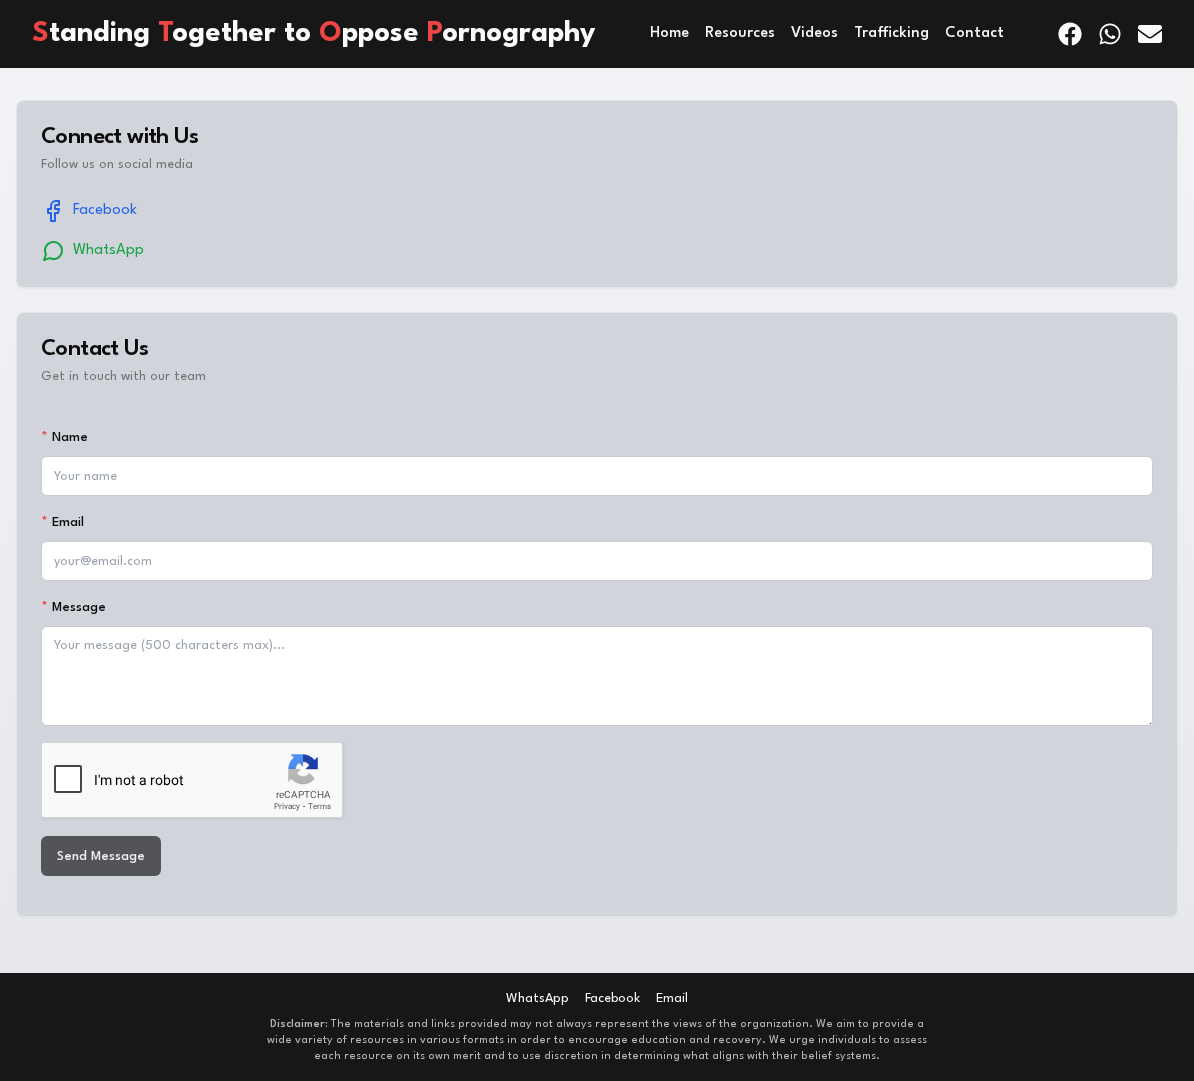 Standing Together to Oppose Pornography
Home Resources Videos Trafficking Contact
Connect with Us
Follow us on social media
Facebook
WhatsApp
Contact Us
Get in touch with our team
* Name
Your name
* Email
your@email.com
* Message
Your message (500 characters max)...
I'm not a robot
reCAPTCHA
Privacy - Terms
Send Message
WhatsApp Facebook Email
Disclaimer: The materials and links provided may not always represent the views of the organization. We aim to provide a
wide variety of resources in various formats in order to encourage education and recovery. We urge individuals to assess
each resource on its own merit and to use discretion in determining what aligns with their belief systems.